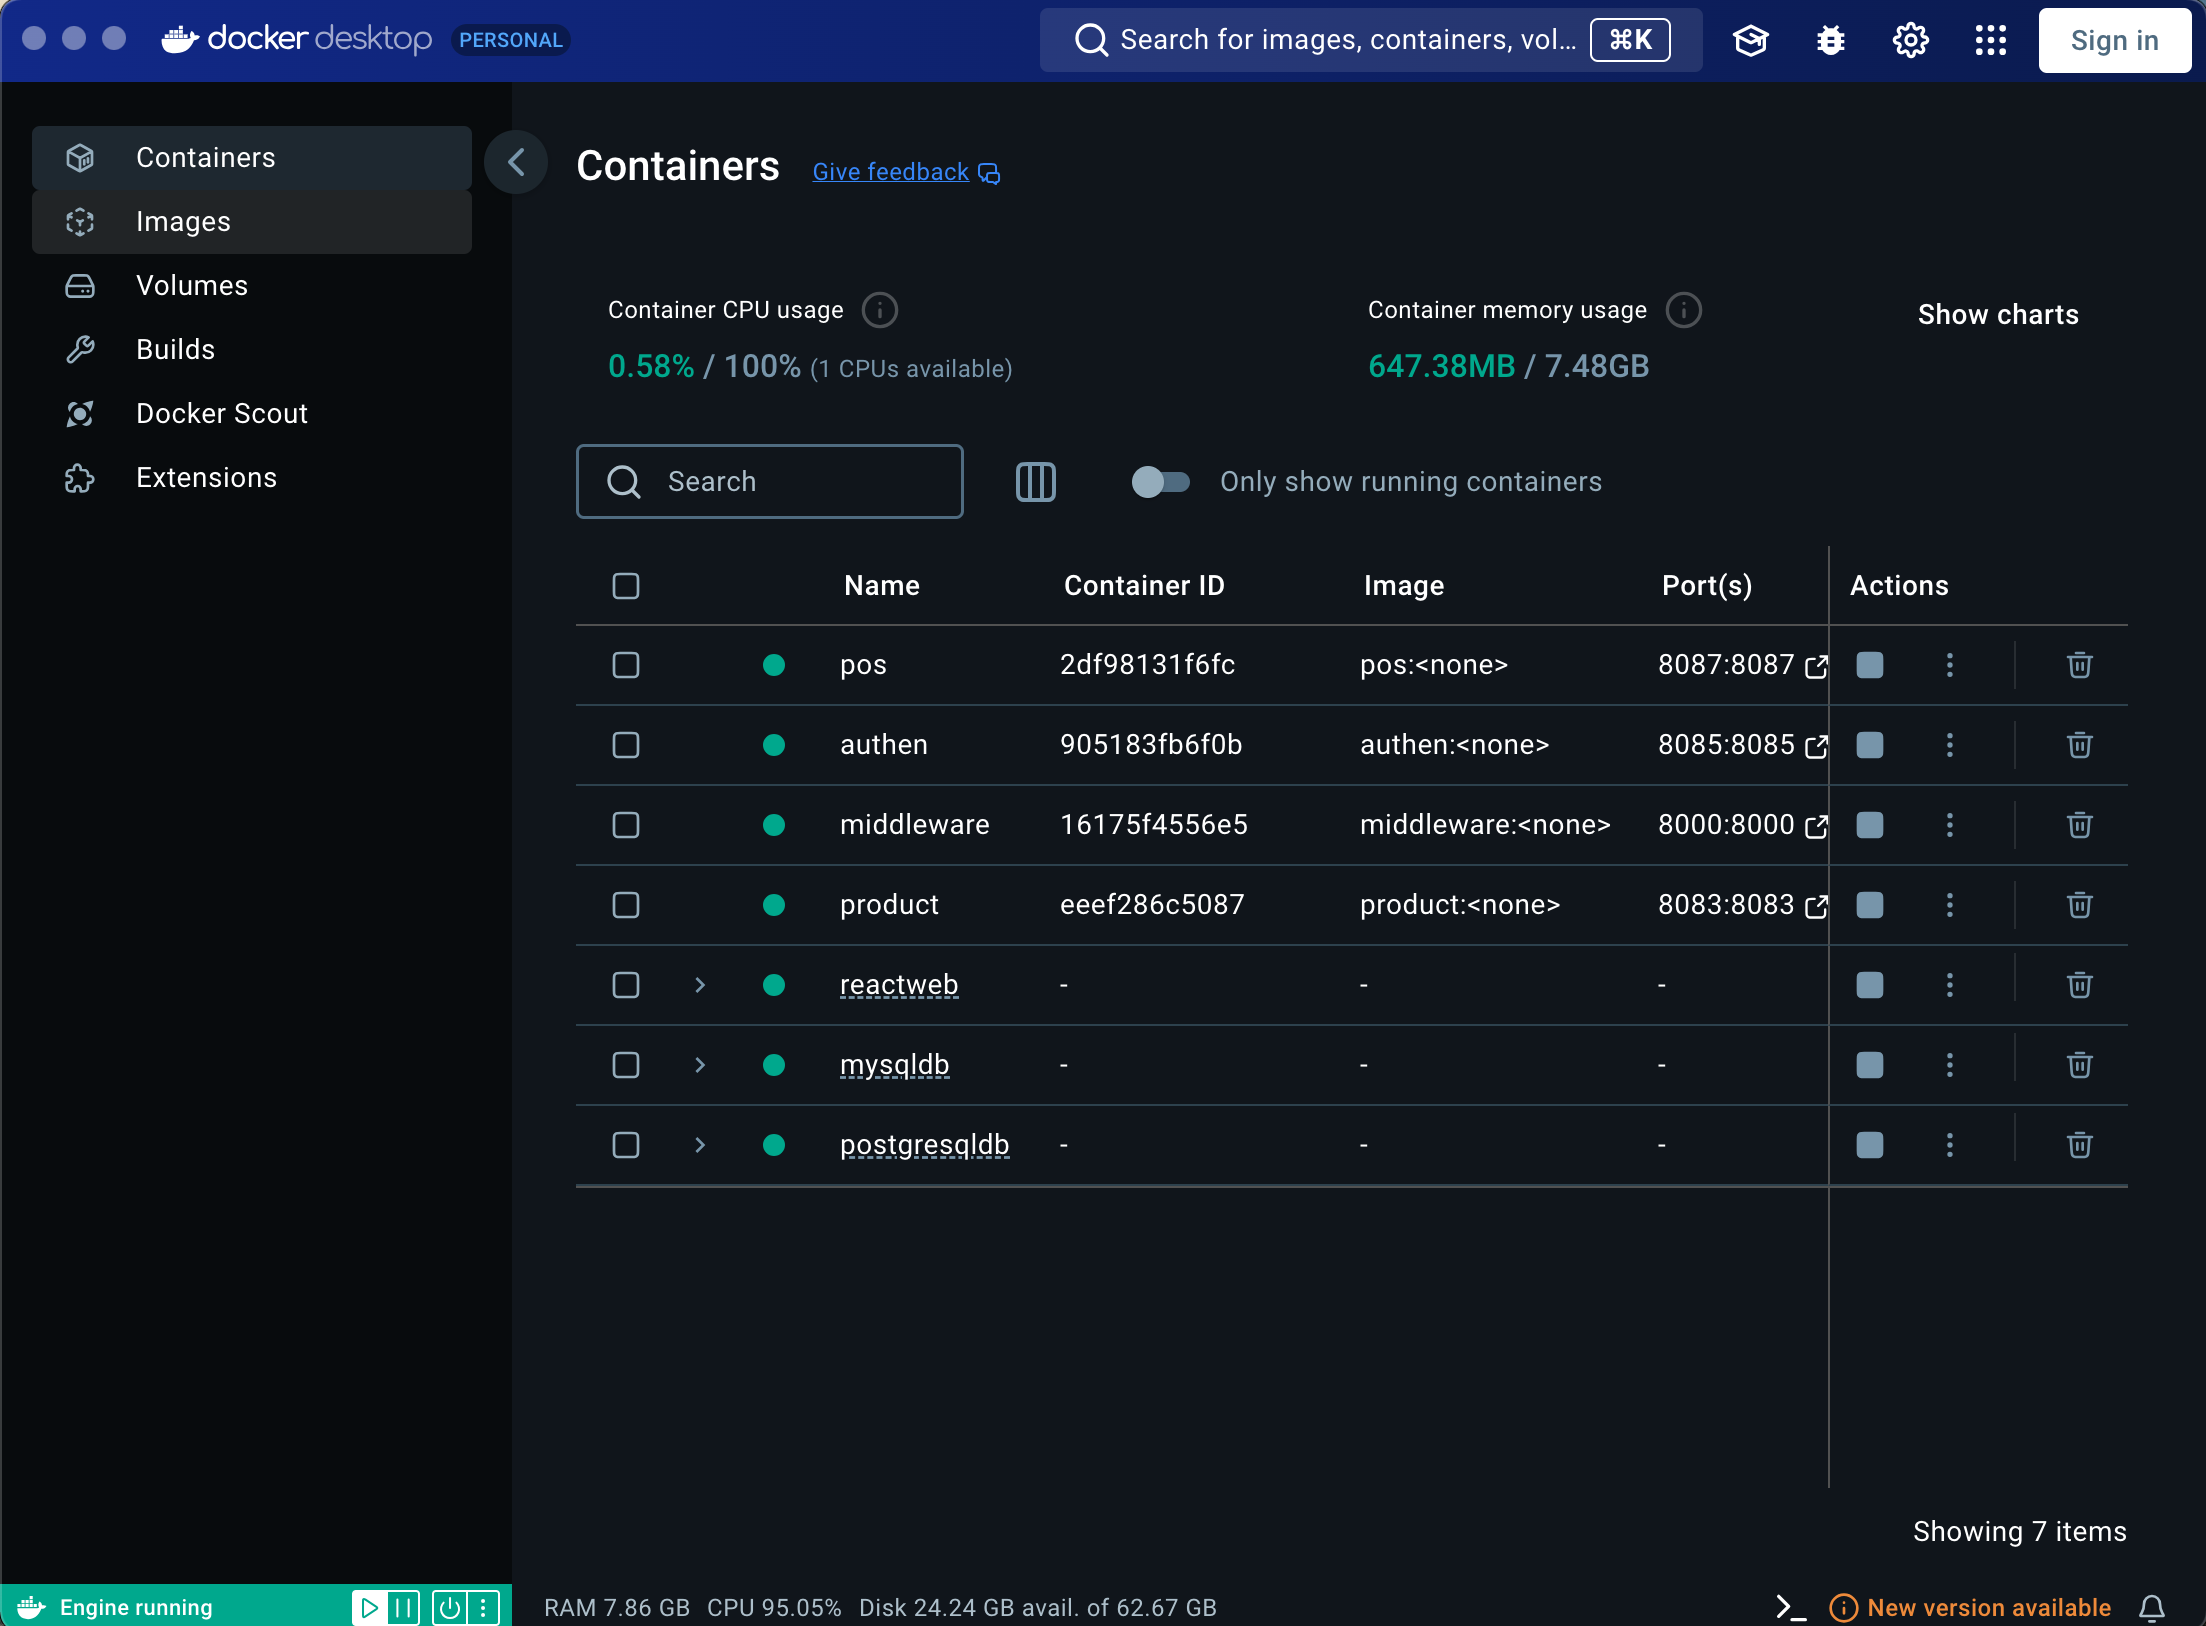 docker desktop PERSONAL
Search for images, containers, vol... ⌘K
Sign in
Containers
Images
Volumes
Builds
Docker Scout
Extensions
Containers Give feedback
Container CPU usage
0.58% / 100% (1 CPUs available)
Container memory usage
647.38MB / 7.48GB
Show charts
Search
Only show running containers
Name Container ID Image Port(s) Actions
pos 2df98131f6fc pos:<none> 8087:8087
authen 905183fb6f0b authen:<none> 8085:8085
middleware 16175f4556e5 middleware:<none> 8000:8000
product eeef286c5087 product:<none> 8083:8083
reactweb - - -
mysqldb - - -
postgresqldb - - -
Showing 7 items
Engine running
RAM 7.86 GB CPU 95.05% Disk 24.24 GB avail. of 62.67 GB
New version available